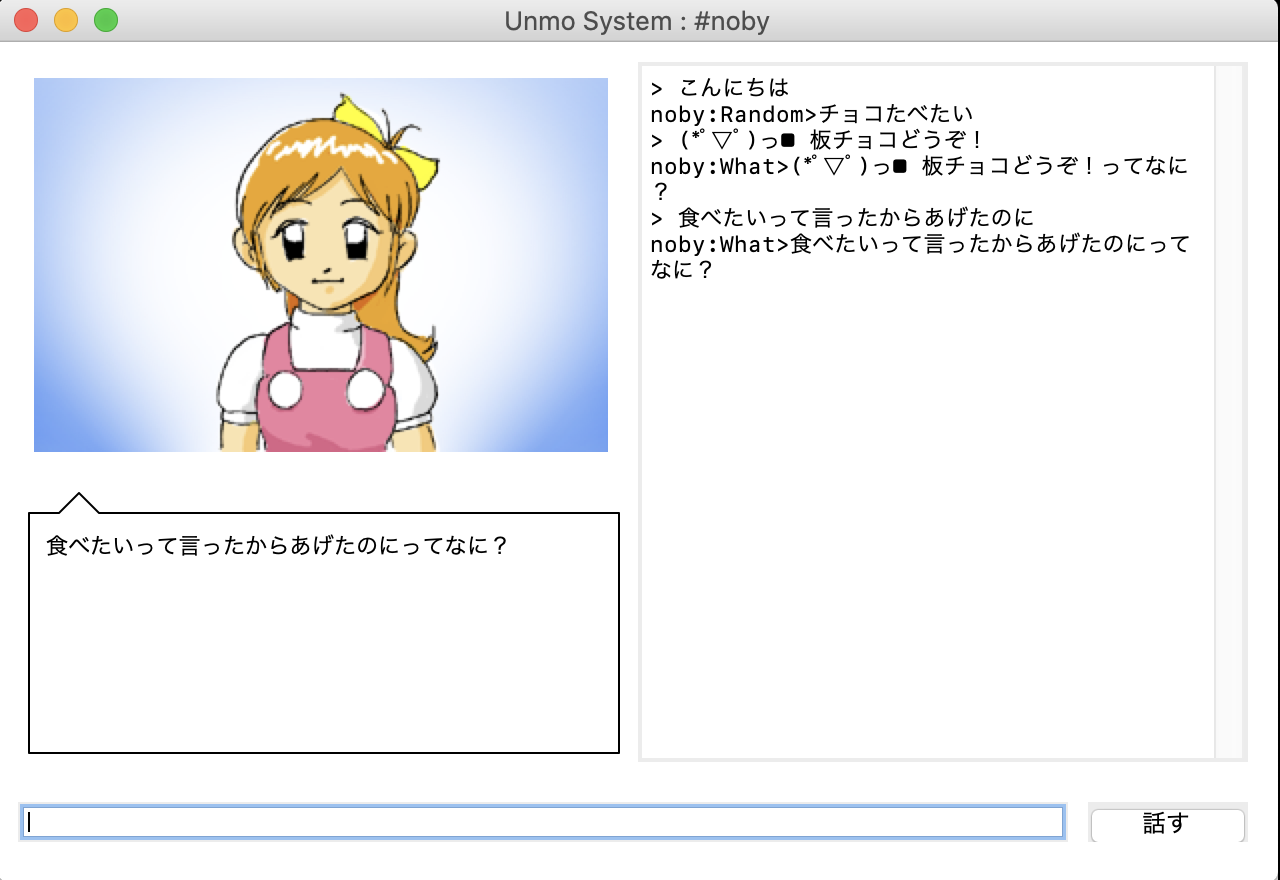 Unmo System : #noby
> こんにちは
noby:Random>チョコたべたい
> (*ﾟ▽ﾟ)っ■ 板チョコどうぞ！
noby:What>(*ﾟ▽ﾟ)っ■ 板チョコどうぞ！ってなに
？
> 食べたいって言ったからあげたのに
noby:What>食べたいって言ったからあげたのにって
なに？
食べたいって言ったからあげたのにってなに？
話す